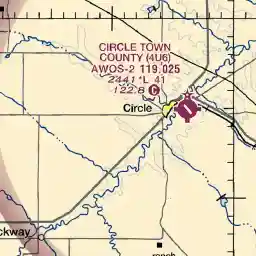 CIRCLE TOWN
COUNTY (4U6)
AWOS-2 119.025
2441 *L 41
122.8 C
Circle
ckway
ranch